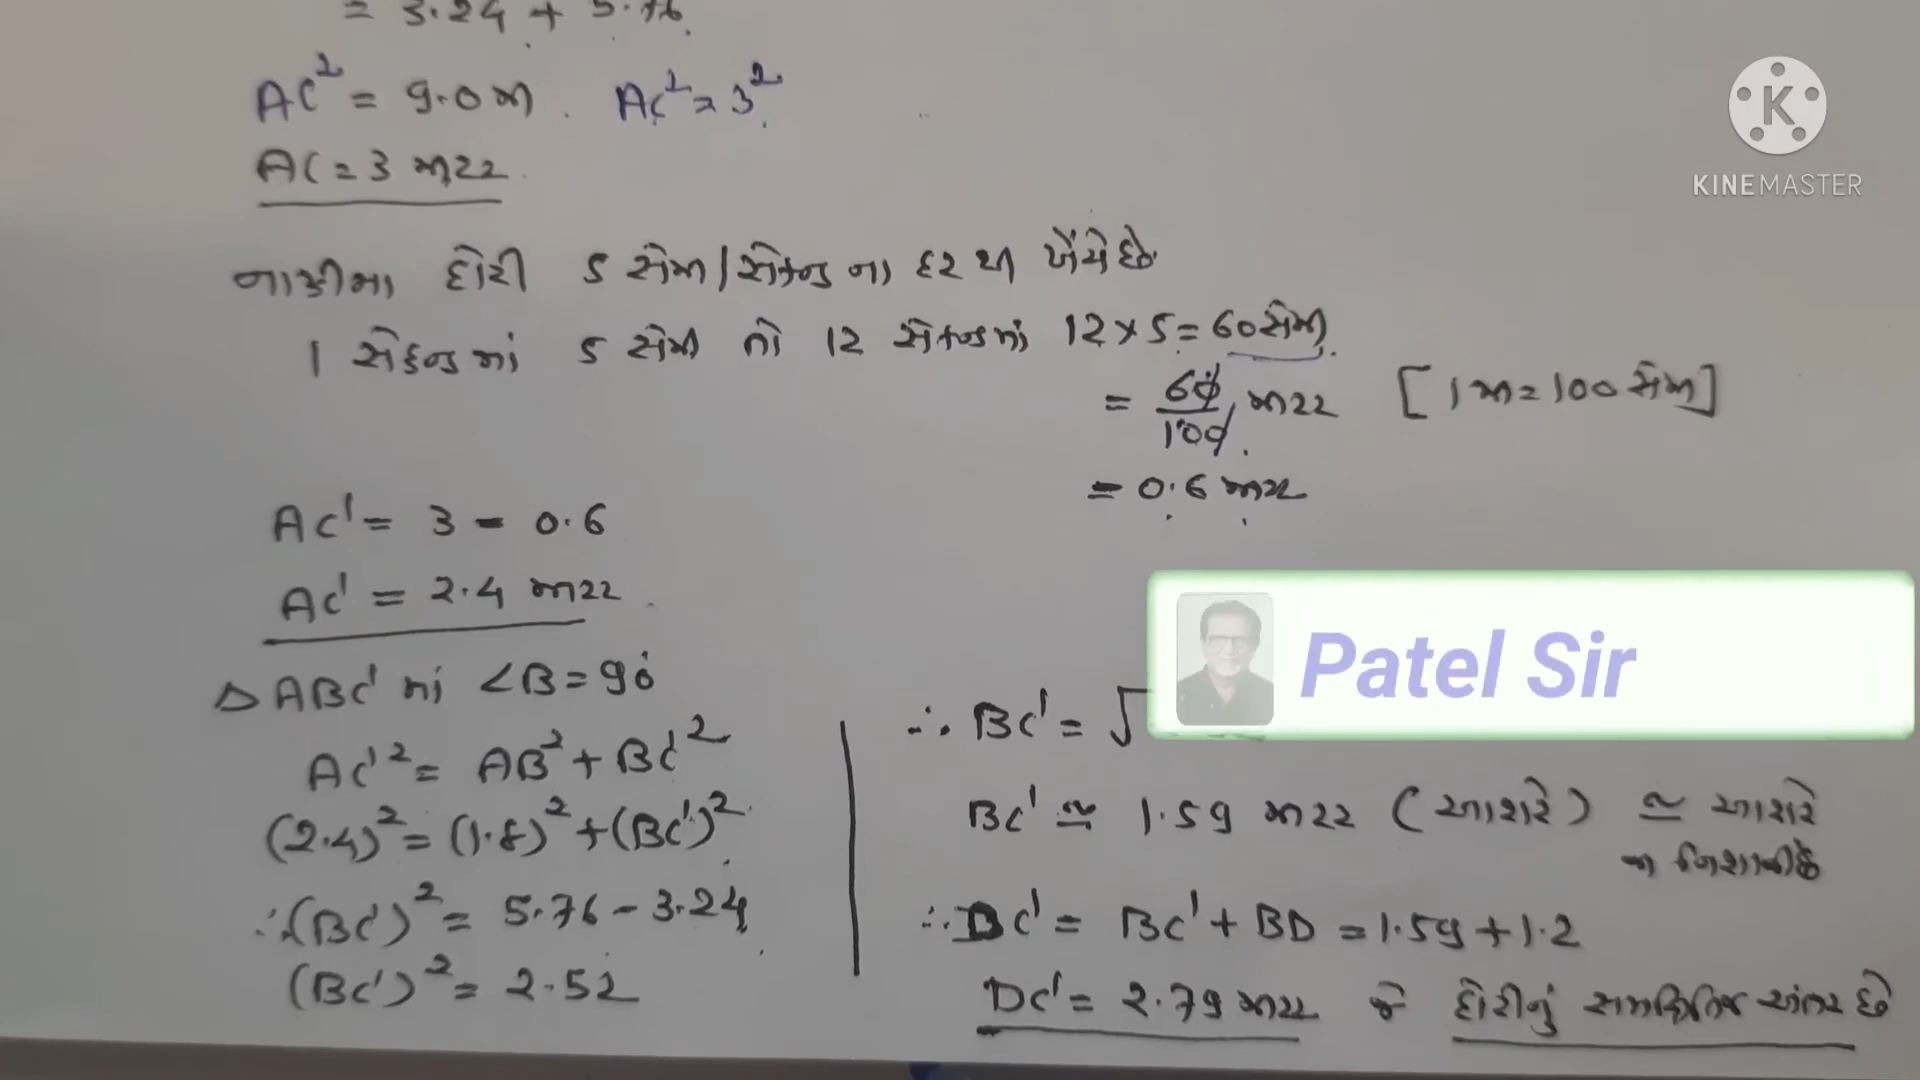 = 3.24 + 5.76
AC² = 9.0 મી. AC² = 3²
AC = 3 મીટર
દોરી 5 સેમી/સેકન્ડ ના દર થી ખેંચે છે
1 સેકન્ડ માં 5 સેમી તો 12 સેકન્ડમાં 12 × 5 = 60 સેમી
= 60/100 મીટર [1 મી = 100 સેમી]
= 0.6 મીટર
AC' = 3 - 0.6
AC' = 2.4 મીટર
△ABC' માં ∠B = 90°
AC'² = AB² + BC'²
(2.4)² = (1.8)² + (BC')²
∴(BC')² = 5.76 - 3.24
(BC')² = 2.52
∴ BC' = √
BC' ≃ 1.59 મીટર (આશરે) ≃ આશરે
નિશાની છે
∴ DC' = BC' + BD = 1.59 + 1.2
DC' = 2.79 મીટર જે દોરીનું સમક્ષિતિજ અંતર છે
KINEMASTER
Patel Sir